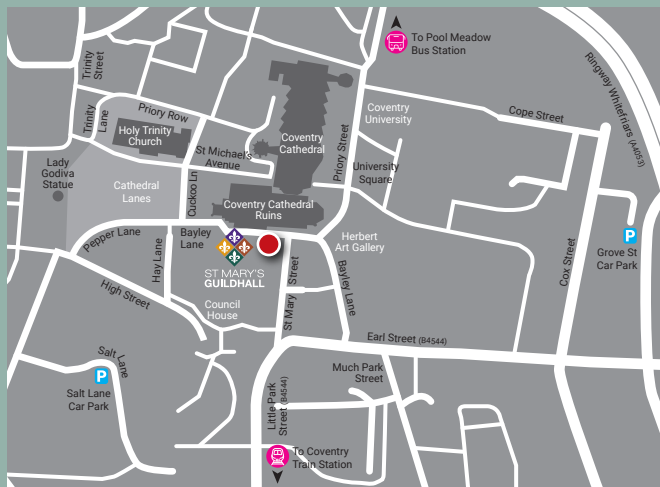 To Pool Meadow
Bus Station
Trinity
Street
Ringway Whitefriars (A4053)
Trinity
Lane
Priory Row
Holy Trinity
Church
Coventry
University
Cope Street
Coventry
Cathedral
St Michael's
Avenue
Priory Street
University
Square
Lady
Godiva
Statue
Cathedral
Lanes
Cuckoo Ln
Coventry Cathedral
Ruins
Pepper Lane
Bayley
Lane
Hay Lane
Herbert
Art Gallery
Cox Street
P
Grove St
Car Park
ST MARY'S
GUILDHALL
St Mary Street
Bayley Lane
High Street
Council
House
Earl Street (B4544)
Salt Lane
P
Salt Lane
Car Park
Much Park
Street
Little Park
Street (B4544)
To Coventry
Train Station